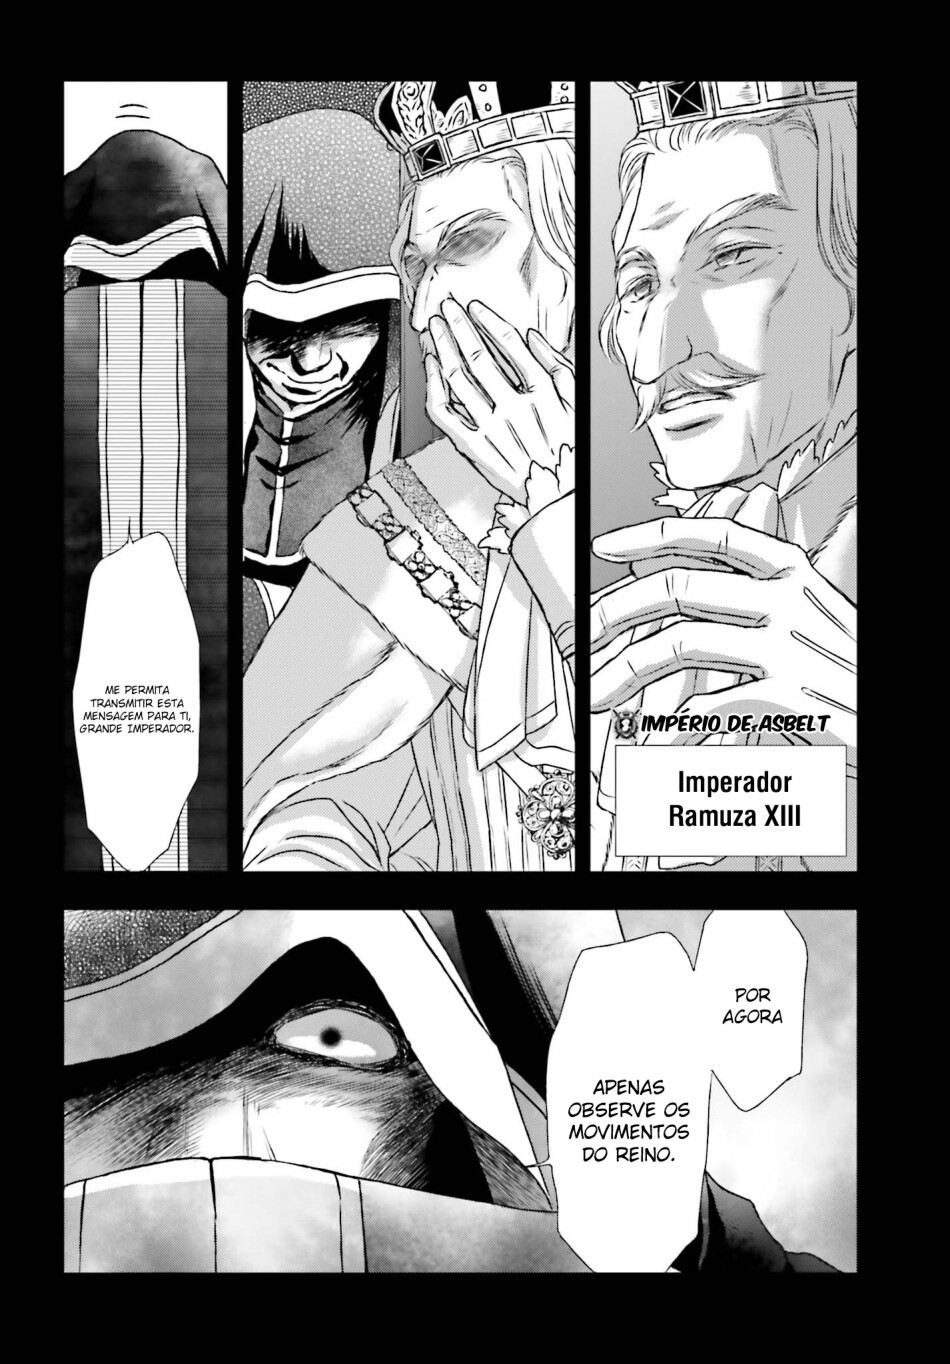 IMPÉRIO DE ASBELT
Imperador
Ramuza XIII
ME PERMITA
TRANSMITIR ESTA
MENSAGEM PARA TI,
GRANDE IMPERADOR.
POR
AGORA
APENAS
OBSERVE OS
MOVIMENTOS
DO REINO.